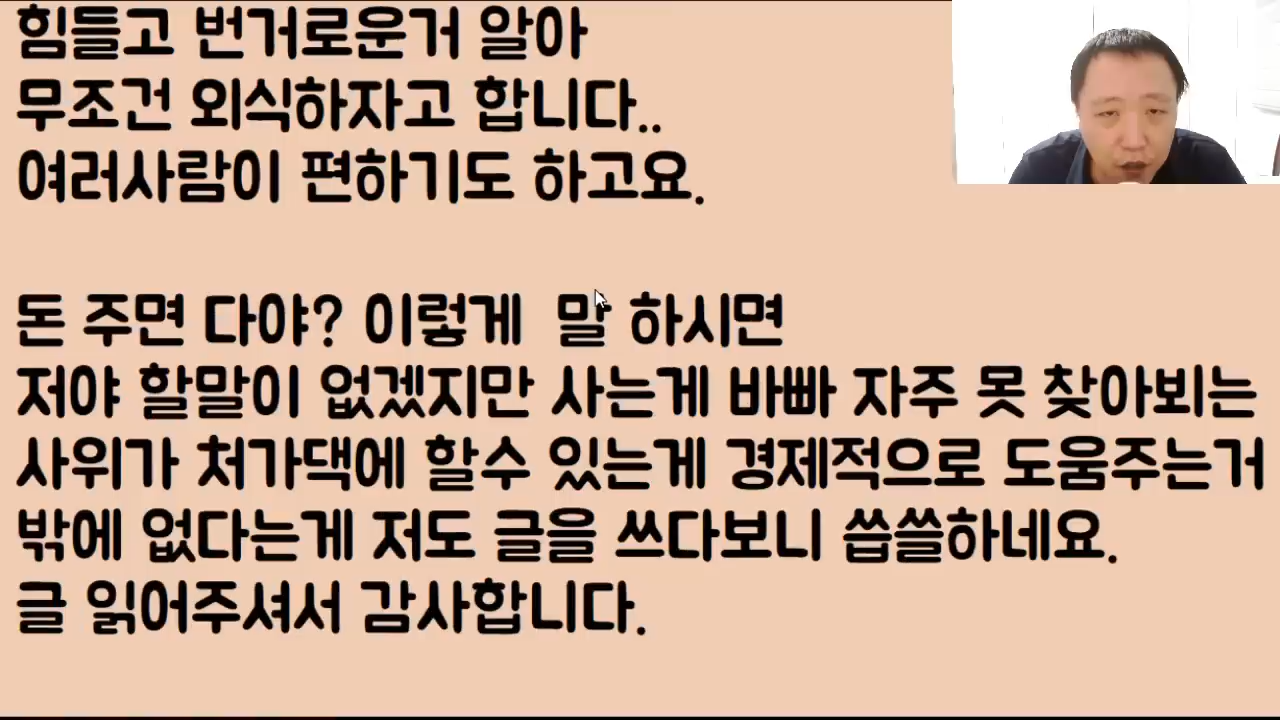 힘들고 번거로운거 알아
무조건 외식하자고 합니다..
여러사람이 편하기도 하고요.
돈 주면 다야? 이렇게 말 하시면
저야 할말이 없겠지만 사는게 바빠 자주 못 찾아뵈는
사위가 처가댁에 할수 있는게 경제적으로 도움주는거
밖에 없다는게 저도 글을 쓰다보니 씁쓸하네요.
글 읽어주셔서 감사합니다.